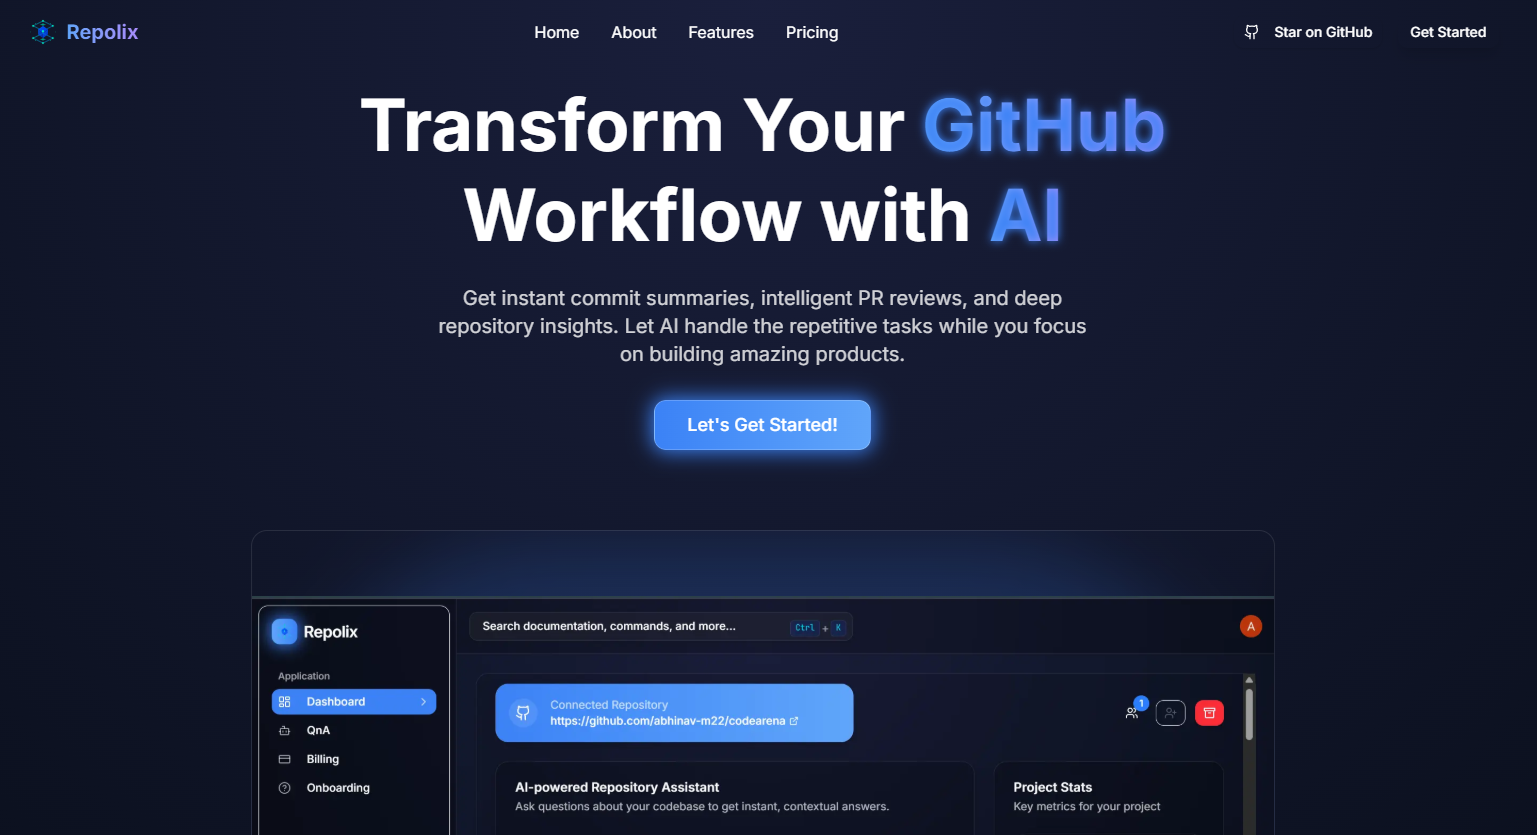 Repolix
Home About Features Pricing
Star on GitHub Get Started
Transform Your GitHub
Workflow with AI
Get instant commit summaries, intelligent PR reviews, and deep
repository insights. Let AI handle the repetitive tasks while you focus
on building amazing products.
Let's Get Started!
Repolix
Application
Dashboard
QnA
Billing
Onboarding
Search documentation, commands, and more... Ctrl + K
A
Connected Repository
https://github.com/abhinav-m22/codearena
1
AI-powered Repository Assistant
Ask questions about your codebase to get instant, contextual answers.
Project Stats
Key metrics for your project